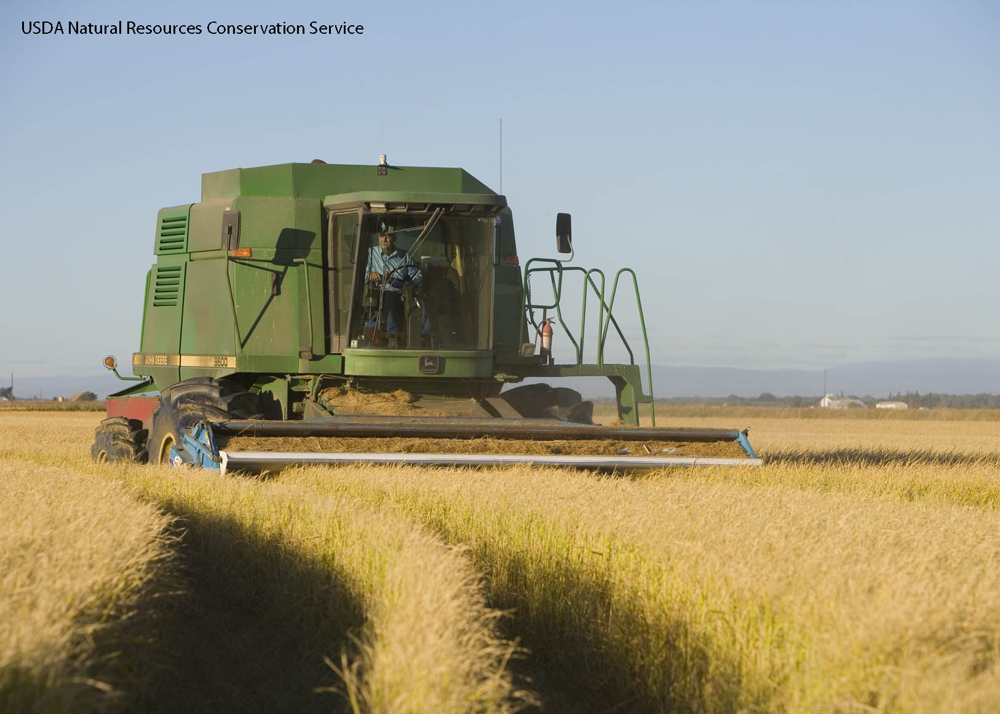 USDA Natural Resources Conservation Service
JOHN DEERE 9600